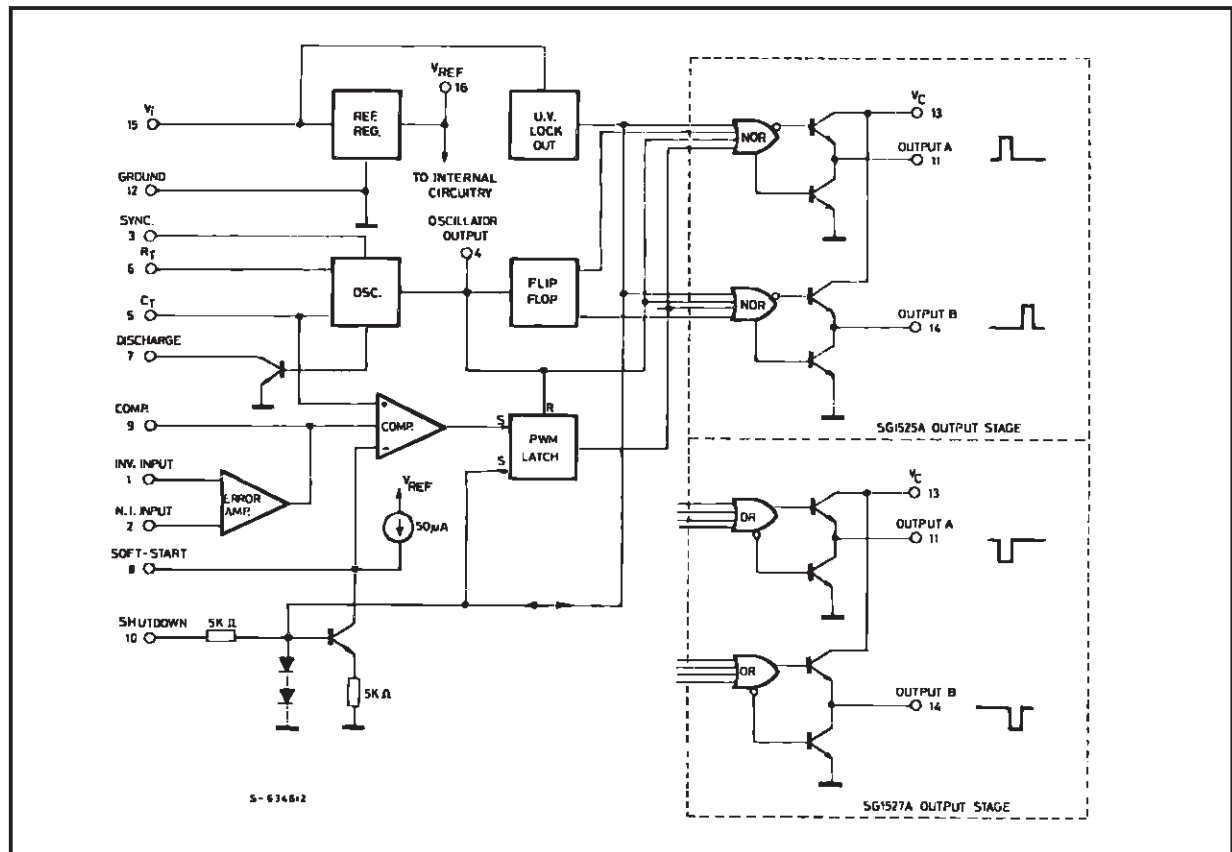 VREF
16
Vi
15
REF.
REG.
U.V.
LOCK
OUT
GROUND
12
TO INTERNAL
CIRCUITRY
SYNC.
3
OSCILLATOR
OUTPUT
4
RT
6
OSC.
FLIP
FLOP
CT
5
DISCHARGE
7
COMP.
9
+
COMP.
-
S
R
S
PWM
LATCH
INV. INPUT
1
ERROR
AMP.
N.I. INPUT
2
VREF
50µA
SOFT-START
8
SHUTDOWN
10
5KΩ
5KΩ
S-6346/2
NOR
VC
13
OUTPUT A
11
NOR
OUTPUT B
14
SG1525A OUTPUT STAGE
OR
VC
13
OUTPUT A
11
OR
OUTPUT B
14
SG1527A OUTPUT STAGE